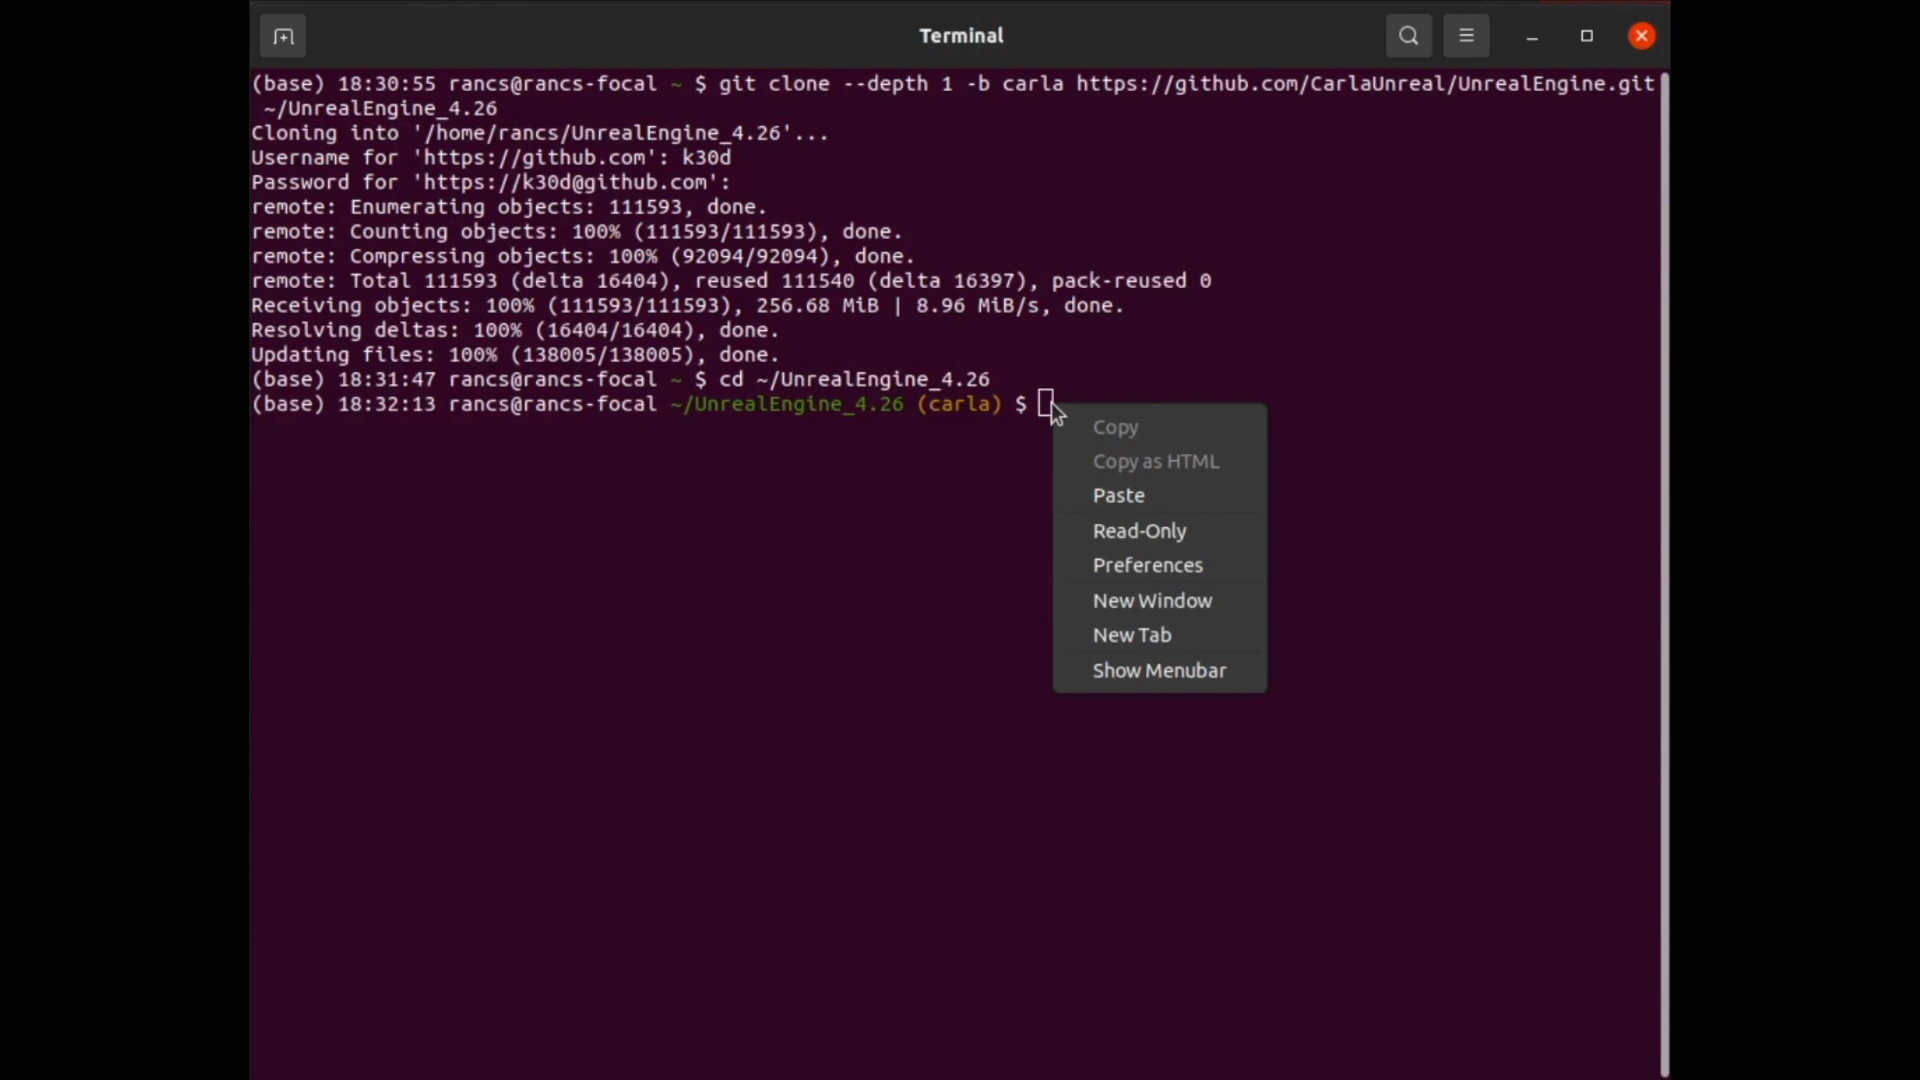 Terminal
(base) 18:30:55 rancs@rancs-focal ~ $ git clone --depth 1 -b carla https://github.com/CarlaUnreal/UnrealEngine.git
~/UnrealEngine_4.26
Cloning into '/home/rancs/UnrealEngine_4.26'...
Username for 'https://github.com': k30d
Password for 'https://k30d@github.com':
remote: Enumerating objects: 111593, done.
remote: Counting objects: 100% (111593/111593), done.
remote: Compressing objects: 100% (92094/92094), done.
remote: Total 111593 (delta 16404), reused 111540 (delta 16397), pack-reused 0
Receiving objects: 100% (111593/111593), 256.68 MiB | 8.96 MiB/s, done.
Resolving deltas: 100% (16404/16404), done.
Updating files: 100% (138005/138005), done.
(base) 18:31:47 rancs@rancs-focal ~ $ cd ~/UnrealEngine_4.26
(base) 18:32:13 rancs@rancs-focal ~/UnrealEngine_4.26 (carla) $
Copy
Copy as HTML
Paste
Read-Only
Preferences
New Window
New Tab
Show Menubar